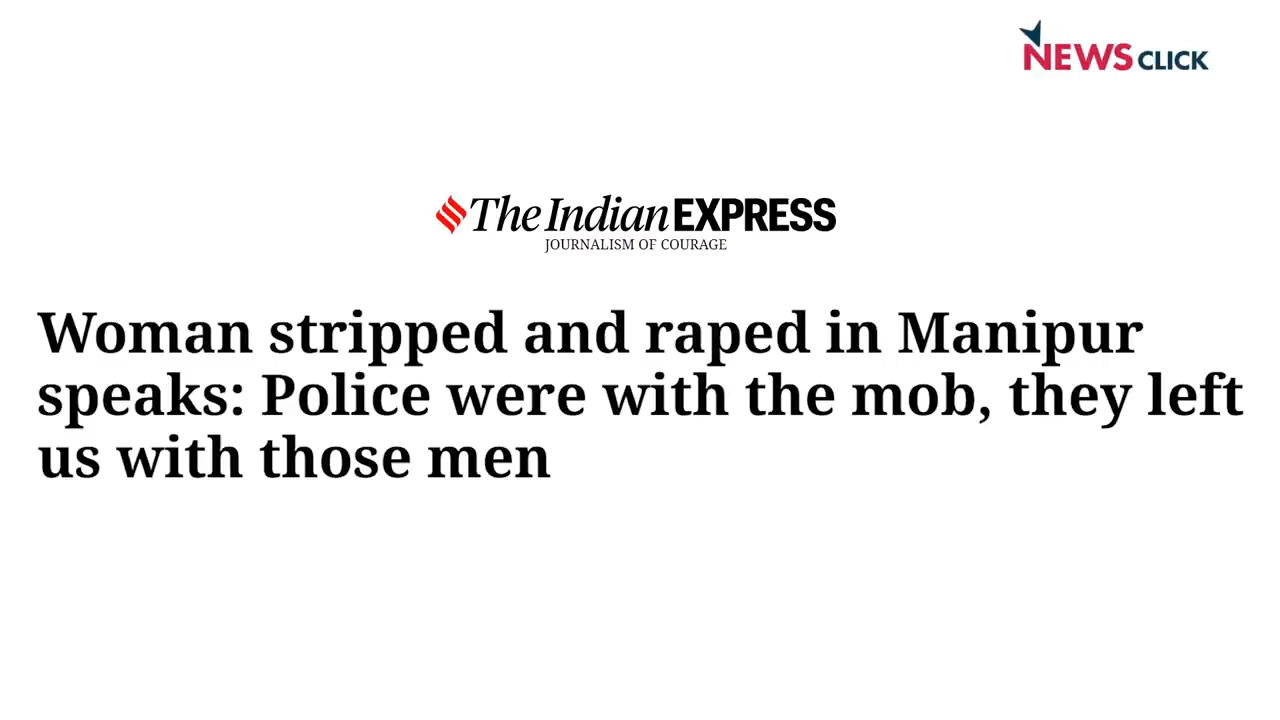 NEWS CLICK
The Indian EXPRESS
JOURNALISM OF COURAGE
Woman stripped and raped in Manipur
speaks: Police were with the mob, they left
us with those men